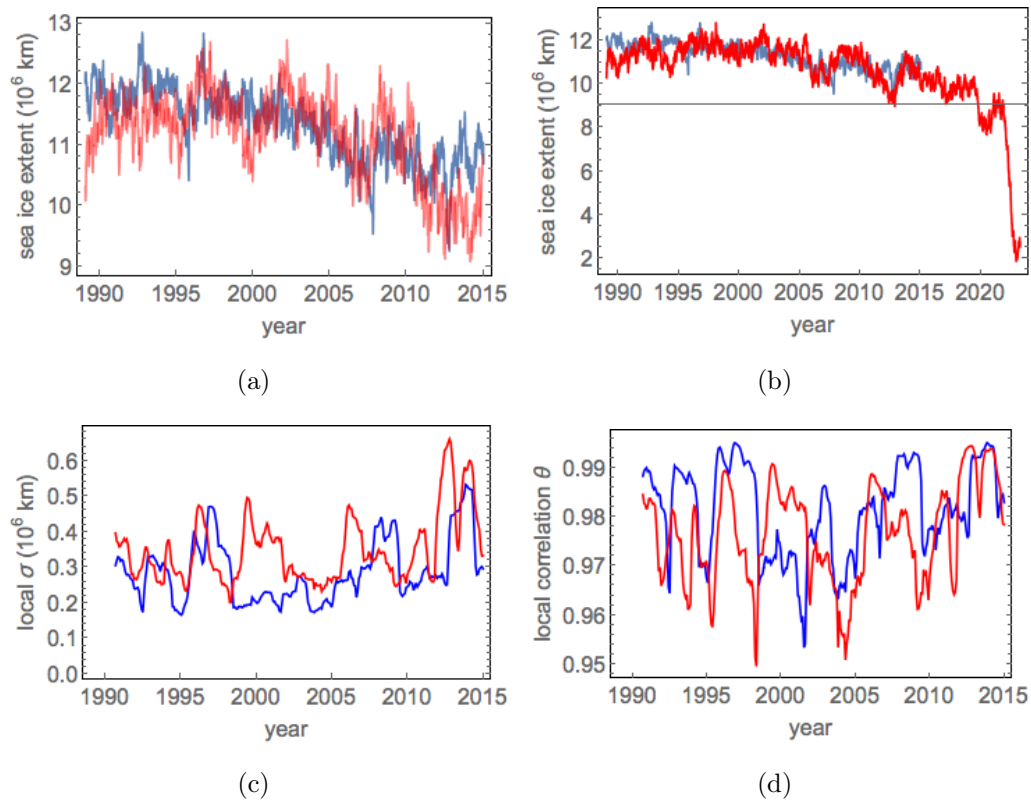 13
12
11
10
9
1990 1995 2000 2005 2010 2015
sea ice extent (10⁶ km)
year
(a)
12
10
8
6
4
2
1990 1995 2000 2005 2010 2015 2020
sea ice extent (10⁶ km)
year
(b)
0.6
0.5
0.4
0.3
0.2
0.1
0.0
1990 1995 2000 2005 2010 2015
local σ (10⁶ km)
year
(c)
0.99
0.98
0.97
0.96
0.95
1990 1995 2000 2005 2010 2015
local correlation θ
year
(d)